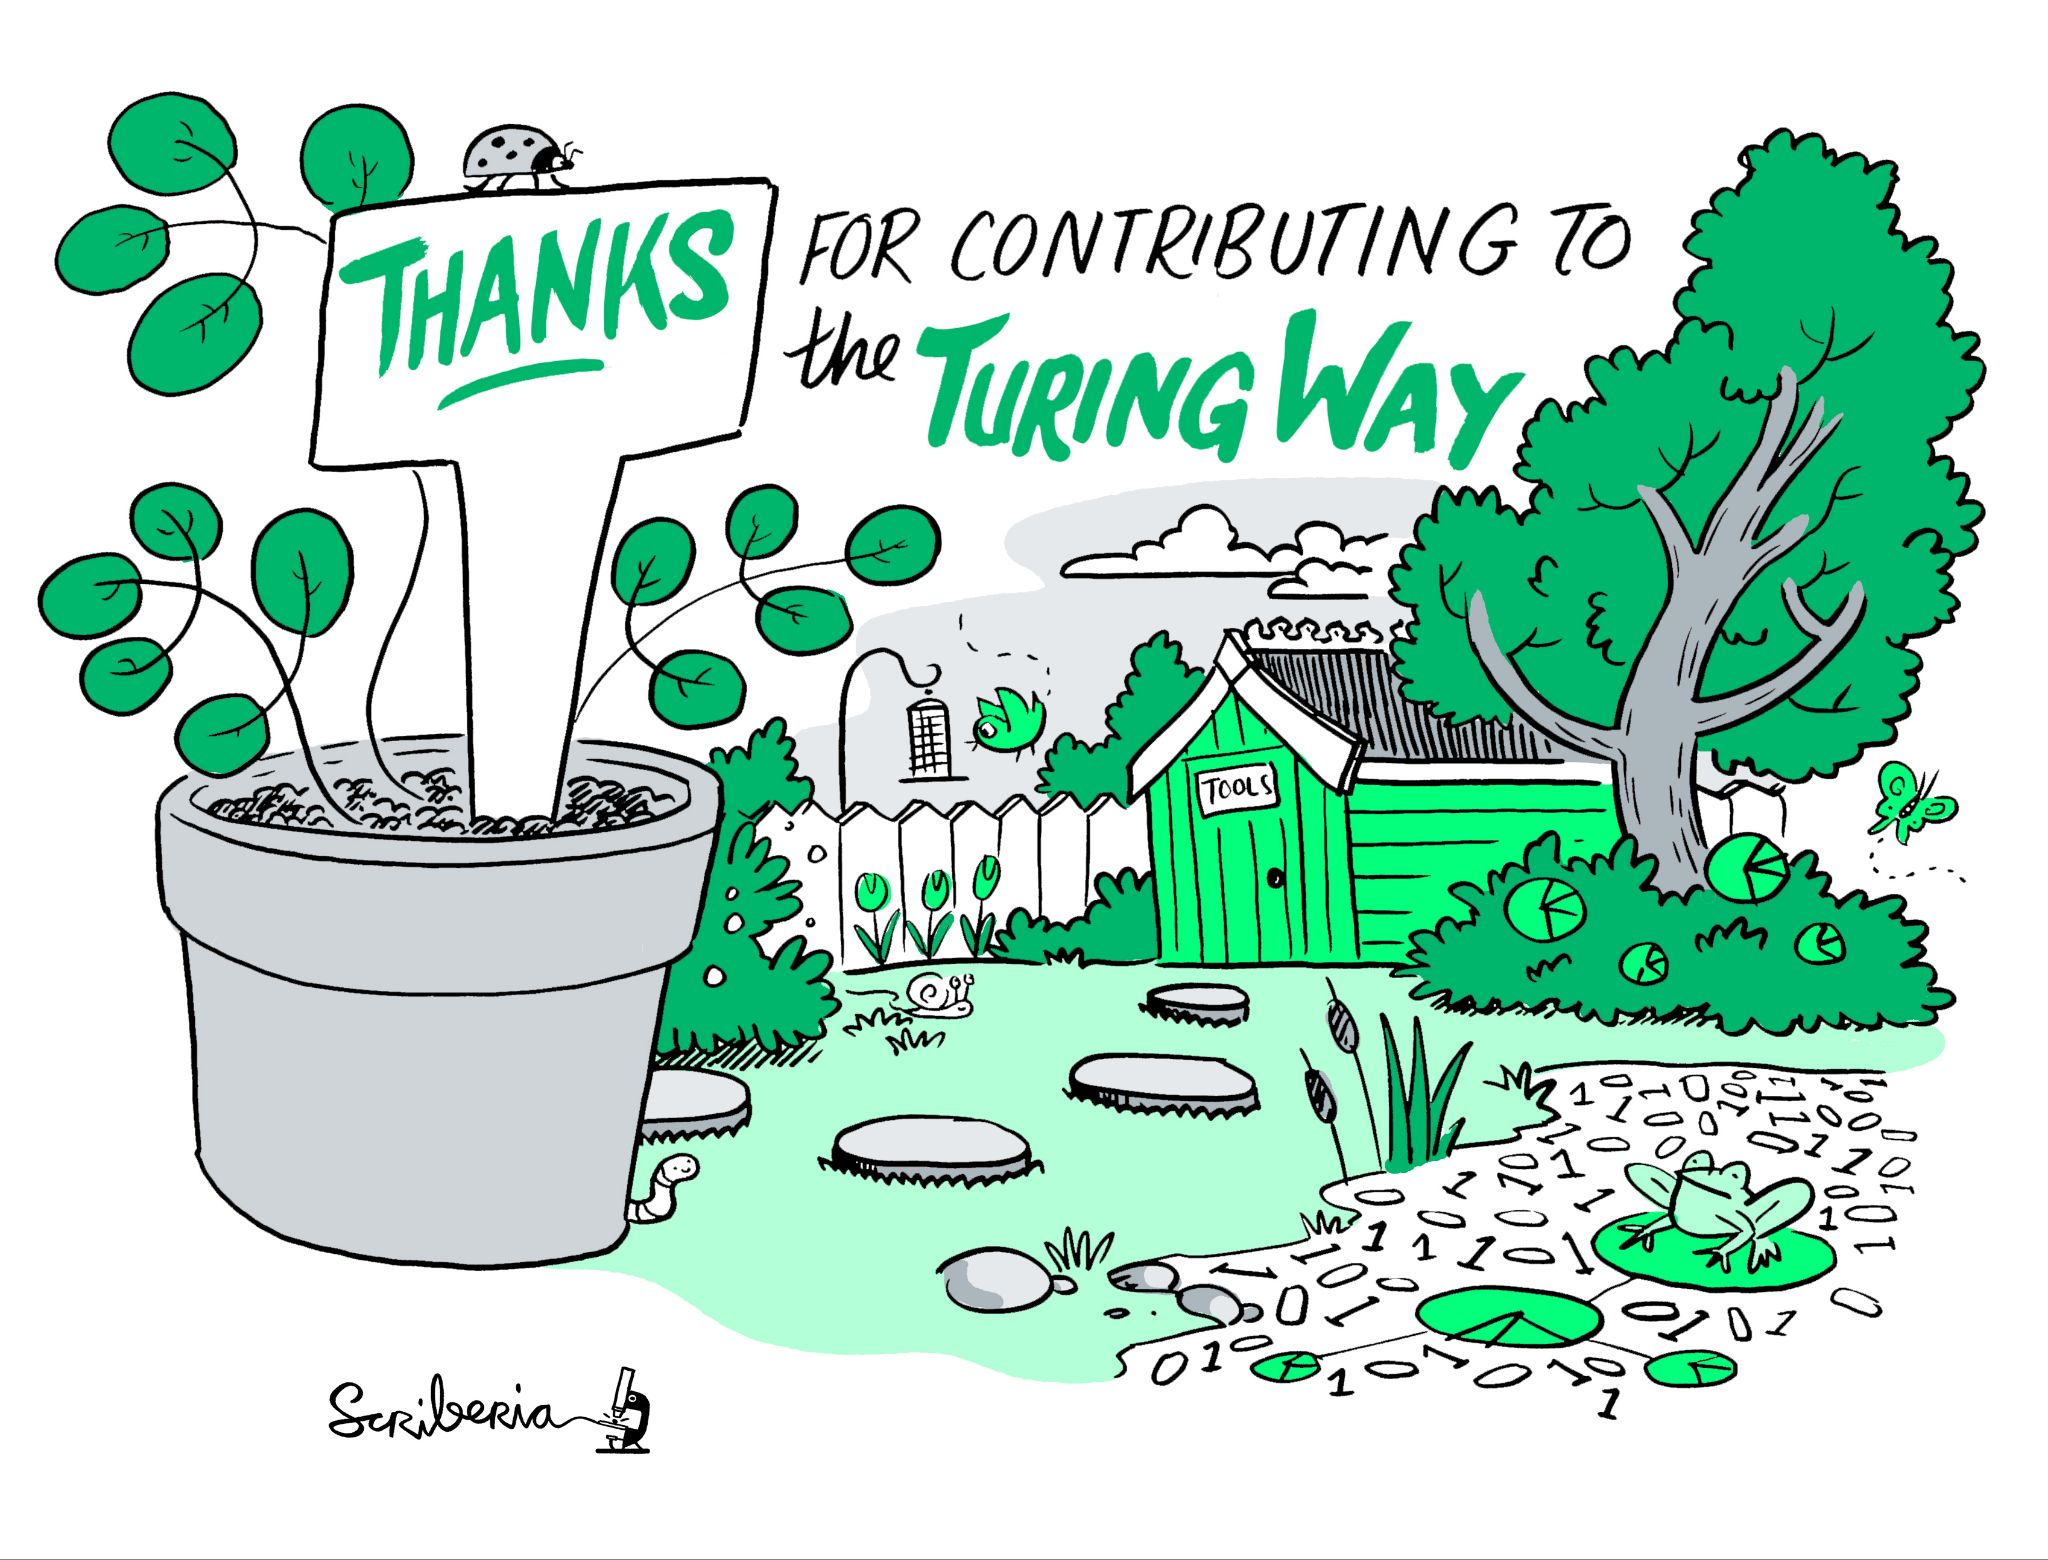 THANKS
FOR CONTRIBUTING TO
the TURING WAY
TOOLS
Scriberia